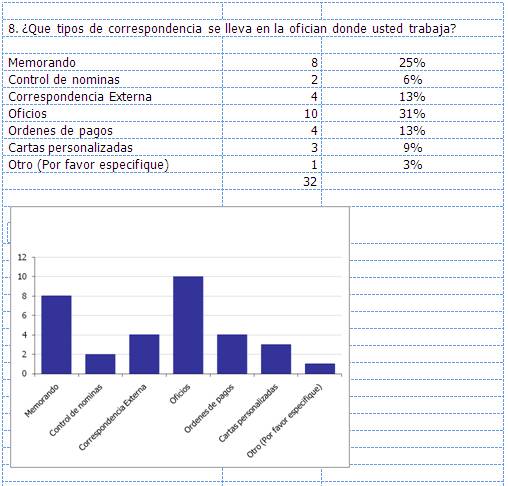 8. ¿Que tipos de correspondencia se lleva en la ofician donde usted trabaja?
Memorando 8 25%
Control de nominas 2 6%
Correspondencia Externa 4 13%
Oficios 10 31%
Ordenes de pagos 4 13%
Cartas personalizadas 3 9%
Otro (Por favor especifique) 1 3%
32
12
10
8
6
4
2
0
Memorando
Control de nominas
Correspondencia Externa
Oficios
Ordenes de pagos
Cartas personalizadas
Otro (Por favor especifique)